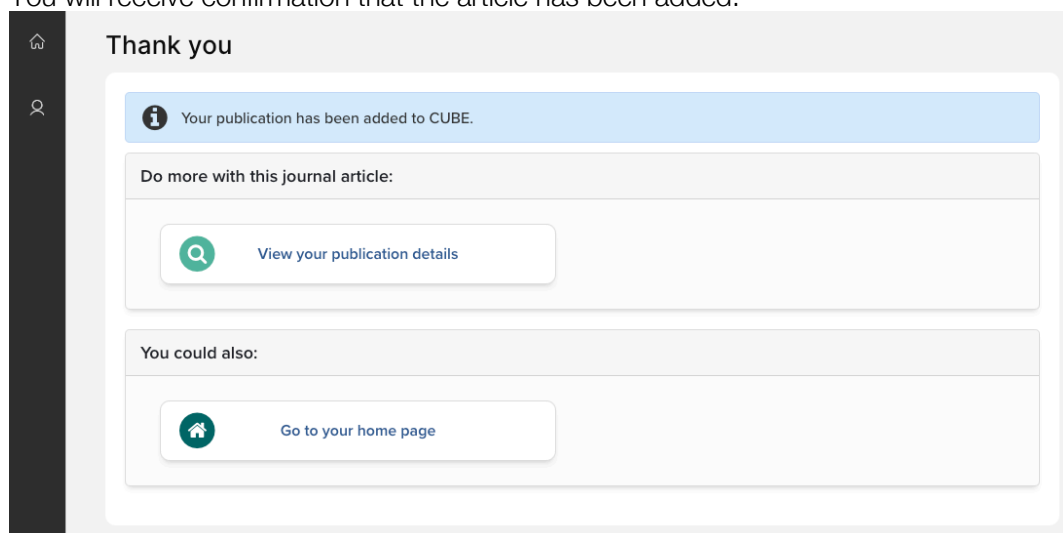 You will receive confirmation that the article has been added.
Thank you
Your publication has been added to CUBE.
Do more with this journal article:
View your publication details
You could also:
Go to your home page